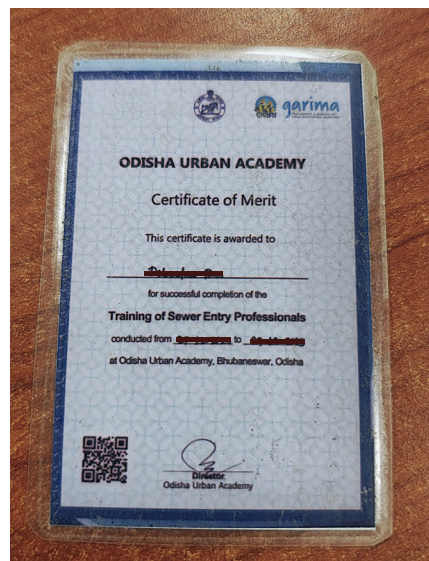 garima
ODISHA URBAN ACADEMY
Certificate of Merit
This certificate is awarded to
for successful completion of the
Training of Sewer Entry Professionals
conducted from to
at Odisha Urban Academy, Bhubaneswar, Odisha
Director
Odisha Urban Academy